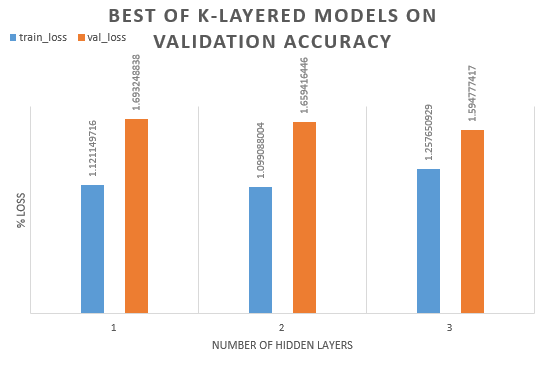 BEST OF K-LAYERED MODELS ON
VALIDATION ACCURACY
train_loss val_loss
1.121149716
1.693248838
1.099088004
1.659416446
1.257650929
1.594777417
% LOSS
1 2 3
NUMBER OF HIDDEN LAYERS